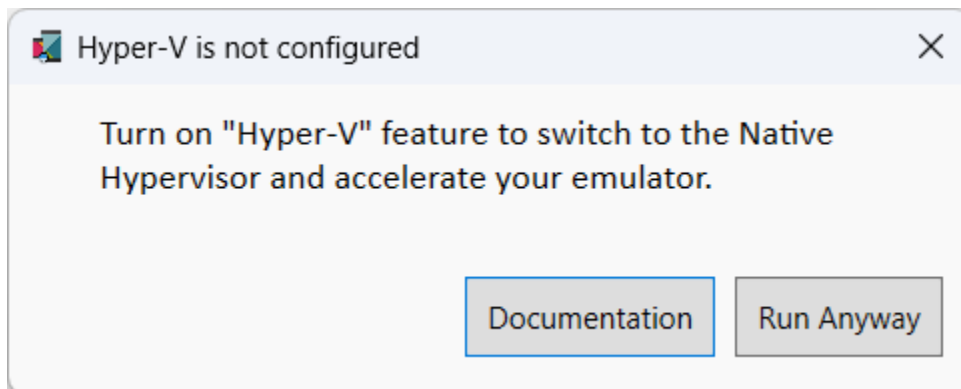 Hyper-V is not configured
Turn on "Hyper-V" feature to switch to the Native
Hypervisor and accelerate your emulator.
Documentation
Run Anyway